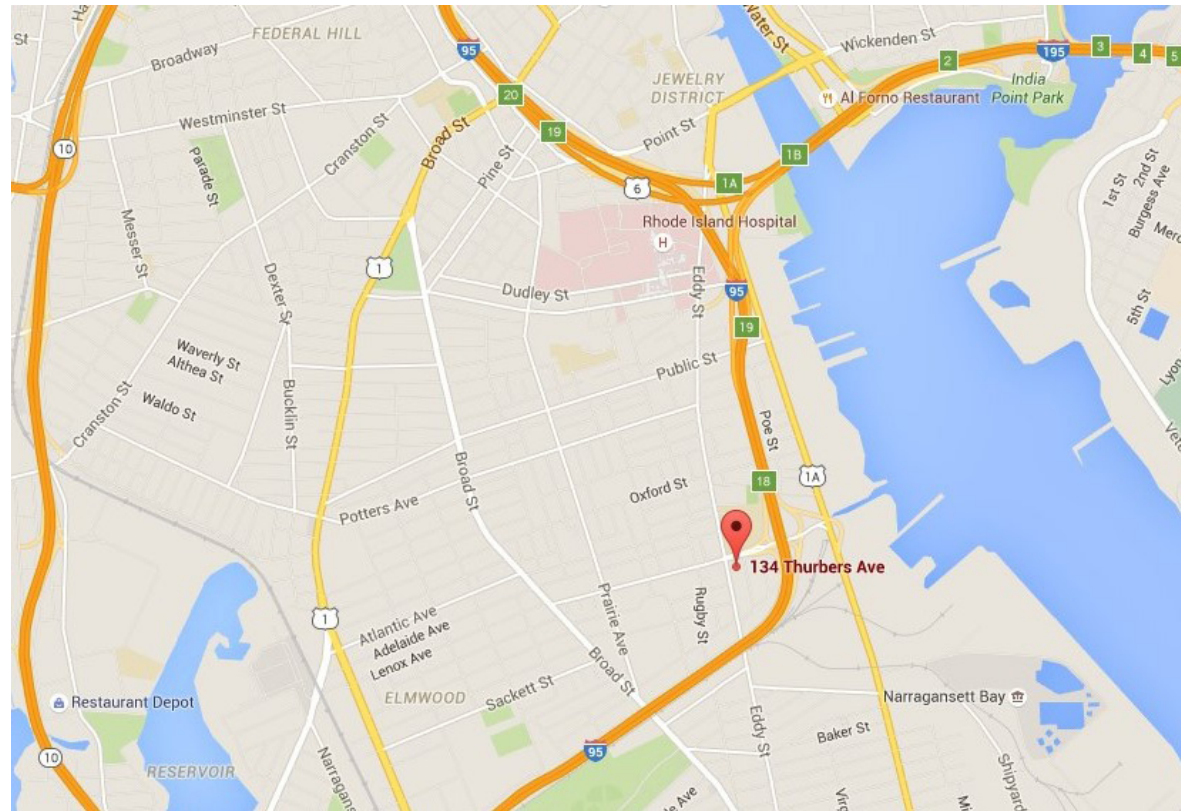 FEDERAL HILL
Broadway
95
Wickenden St
195
3
4
5
2
JEWELRY
DISTRICT
India
Point Park
Al Forno Restaurant
20
Westminster St
Cranston St
Broad St
19
Point St
Pine St
10
1B
1A
6
Parade St
1st St
2nd St
Burgess Ave
Messer St
Rhode Island Hospital
H
Dexter St
1
Dudley St
Eddy St
95
5th St
19
Waverly St
Althea St
Public St
Waldo St
Bucklin St
Cranston St
Poe St
Broad St
18
1A
Oxford St
Potters Ave
134 Thurbers Ave
Prairie Ave
Rugby St
1
Atlantic Ave
Adelaide Ave
Lenox Ave
Broad St
Sackett St
ELMWOOD
Restaurant Depot
Narragansett Bay
Eddy St
Baker St
95
10
RESERVOIR
Shipyard